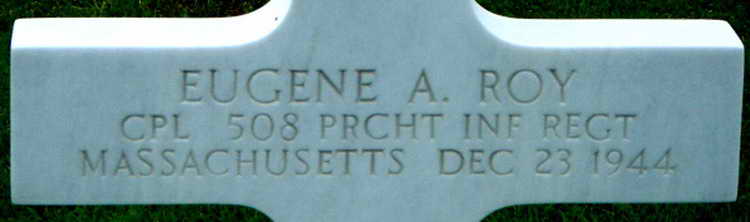 EUGENE A. ROY
CPL 508 PRCHT INF REGT
MASSACHUSETTS DEC 23 1944